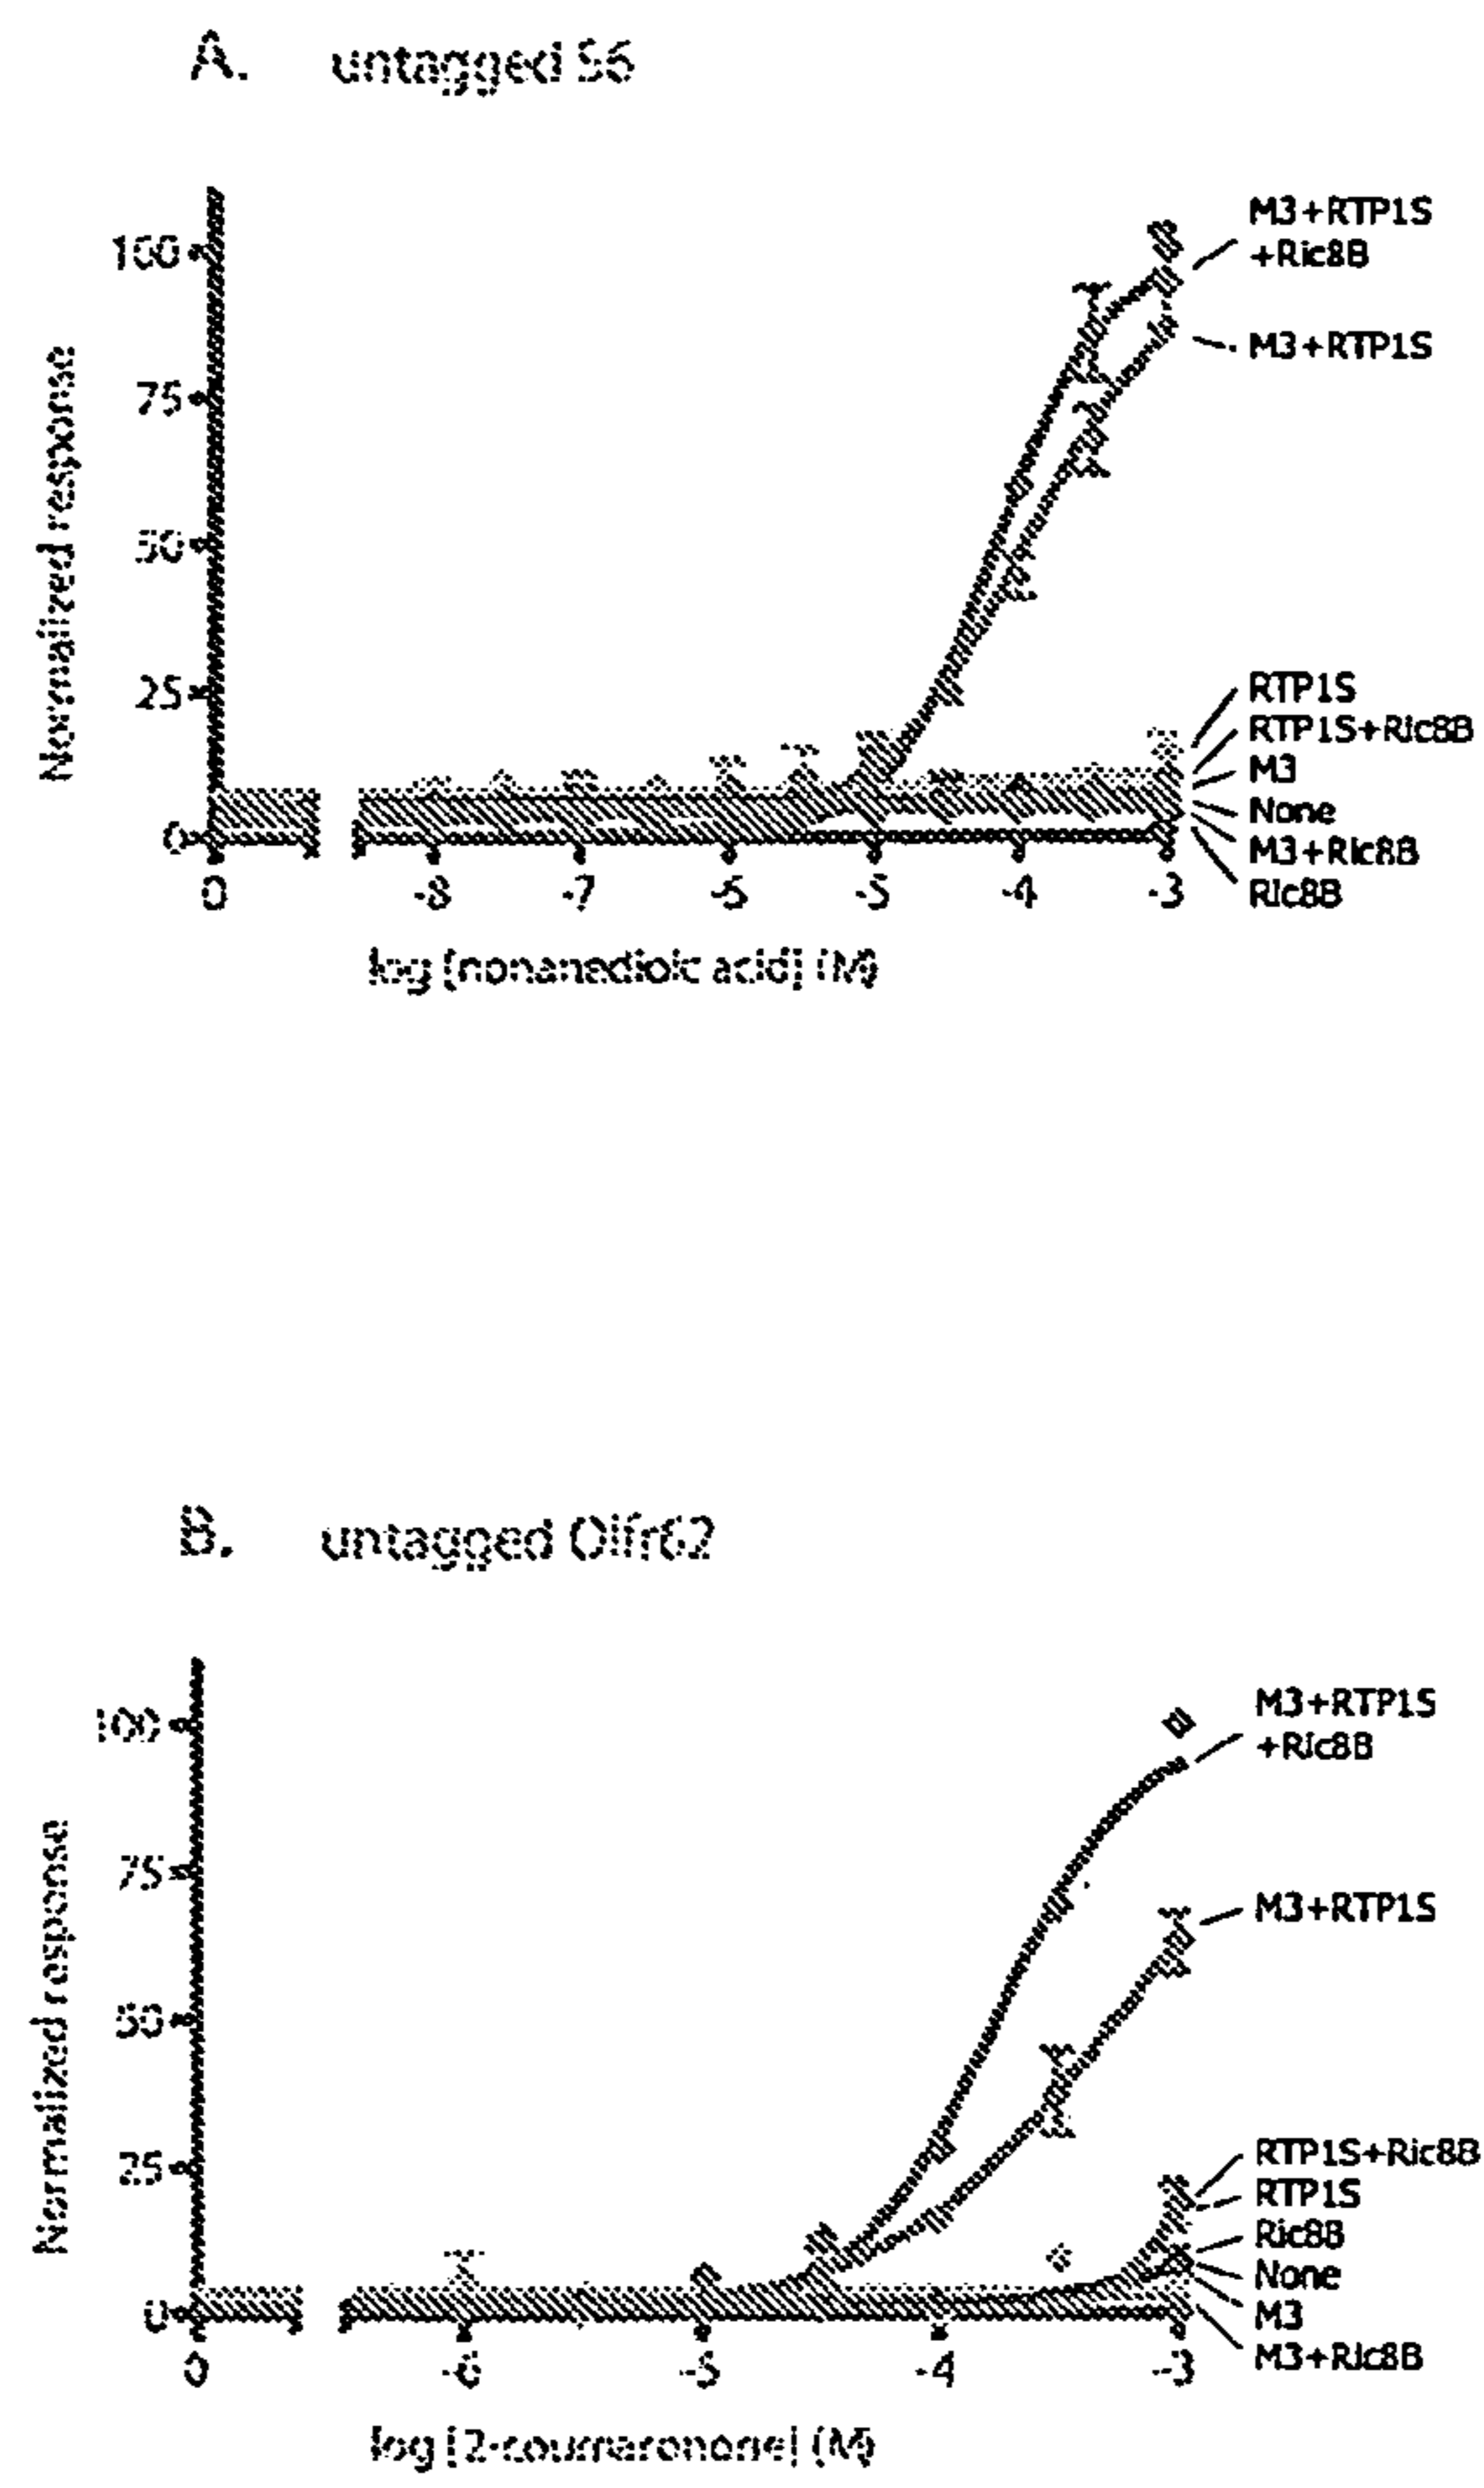 A. untagged S6
Normalized response
100
75
50
25
0
0 -8 -7 -6 -5 -4 -3
log [nonanedioic acid] (M)
M3+RTP1S
+Ric8B
M3+RTP1S
RTP1S
RTP1S+Ric8B
M3
None
M3+Ric8B
Ric8B
B. untagged Olfr62
Normalized response
100
75
50
25
0
0 -6 -5 -4 -3
log [2-coumaronone] (M)
M3+RTP1S
+Ric8B
M3+RTP1S
RTP1S+Ric8B
RTP1S
Ric8B
None
M3
M3+Ric8B